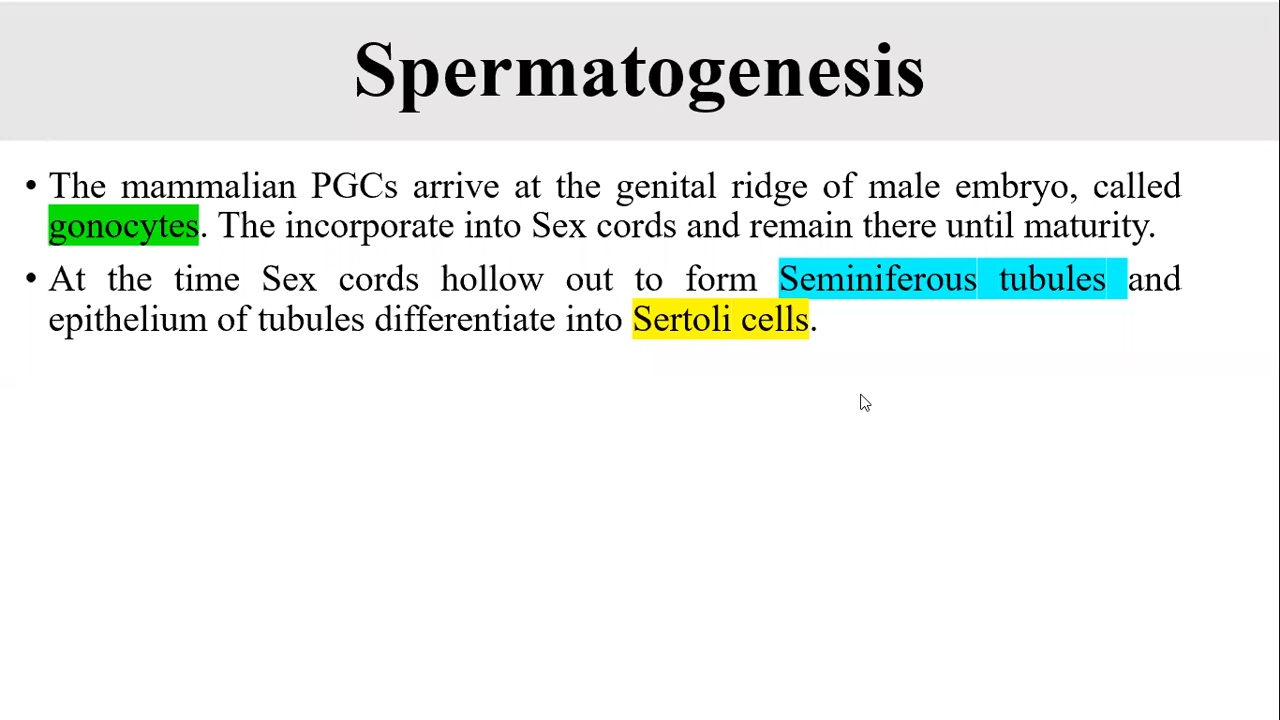 Spermatogenesis
• The mammalian PGCs arrive at the genital ridge of male embryo, called
gonocytes. The incorporate into Sex cords and remain there until maturity.
• At the time Sex cords hollow out to form Seminiferous tubules and
epithelium of tubules differentiate into Sertoli cells.